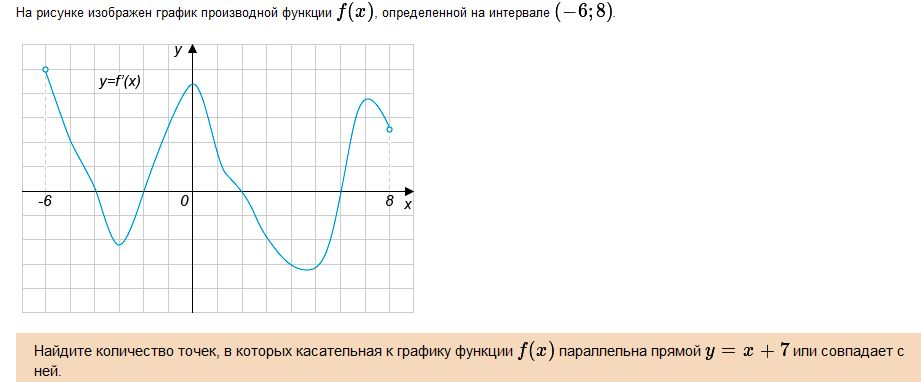 На рисунке изображен график производной функции f(x), определенной на интервале (−6; 8).
y
y=f'(x)
-6
0
8
x
Найдите количество точек, в которых касательная к графику функции f(x) параллельна прямой y = x + 7 или совпадает с
ней.